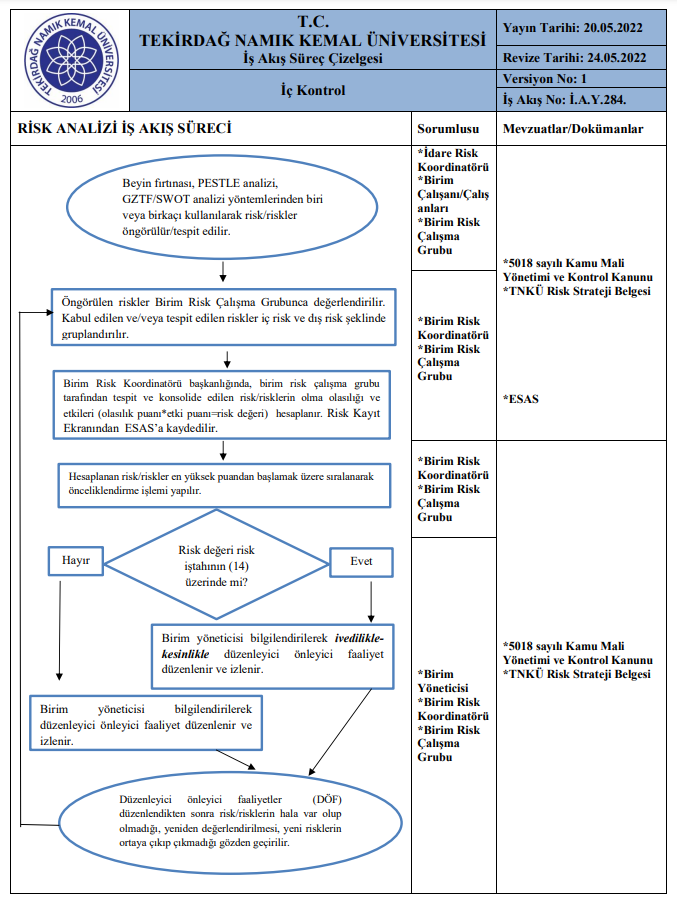 TEKİRDAĞ NAMIK KEMAL ÜNİVERSİTESİ
2006
T.C.
TEKİRDAĞ NAMIK KEMAL ÜNİVERSİTESİ
İş Akış Süreç Çizelgesi
İç Kontrol
Yayın Tarihi: 20.05.2022
Revize Tarihi: 24.05.2022
Versiyon No: 1
İş Akış No: İ.A.Y.284.
RİSK ANALİZİ İŞ AKIŞ SÜRECİ
Sorumlusu
Mevzuatlar/Dokümanlar
Beyin fırtınası, PESTLE analizi,
GZTF/SWOT analizi yöntemlerinden biri
veya birkaçı kullanılarak risk/riskler
öngörülür/tespit edilir.
Öngörülen riskler Birim Risk Çalışma Grubunca değerlendirilir.
Kabul edilen ve/veya tespit edilen riskler iç risk ve dış risk şeklinde
gruplandırılır.
Birim Risk Koordinatörü başkanlığında, birim risk çalışma grubu
tarafından tespit ve konsolide edilen risk/risklerin olma olasılığı ve
etkileri (olasılık puanı*etki puanı=risk değeri) hesaplanır. Risk Kayıt
Ekranından ESAS’a kaydedilir.
Hesaplanan risk/riskler en yüksek puandan başlamak üzere sıralanarak
önceliklendirme işlemi yapılır.
Hayır
Risk değeri risk
iştahının (14)
üzerinde mi?
Evet
Birim yöneticisi bilgilendirilerek ivedilikle-
kesinlikle düzenleyici önleyici faaliyet
düzenlenir ve izlenir.
Birim yöneticisi bilgilendirilerek
düzenleyici önleyici faaliyet düzenlenir ve
izlenir.
Düzenleyici önleyici faaliyetler (DÖF)
düzenlendikten sonra risk/risklerin hala var olup
olmadığı, yeniden değerlendirilmesi, yeni risklerin
ortaya çıkıp çıkmadığı gözden geçirilir.
*İdare Risk
Koordinatörü
*Birim
Çalışanı/Çalış
anları
*Birim Risk
Çalışma
Grubu
*Birim Risk
Koordinatörü
*Birim Risk
Çalışma
Grubu
*Birim Risk
Koordinatörü
*Birim Risk
Çalışma
Grubu
*Birim
Yöneticisi
*Birim Risk
Koordinatörü
*Birim Risk
Çalışma
Grubu
*5018 sayılı Kamu Mali
Yönetimi ve Kontrol Kanunu
*TNKÜ Risk Strateji Belgesi
*ESAS
*5018 sayılı Kamu Mali
Yönetimi ve Kontrol Kanunu
*TNKÜ Risk Strateji Belgesi